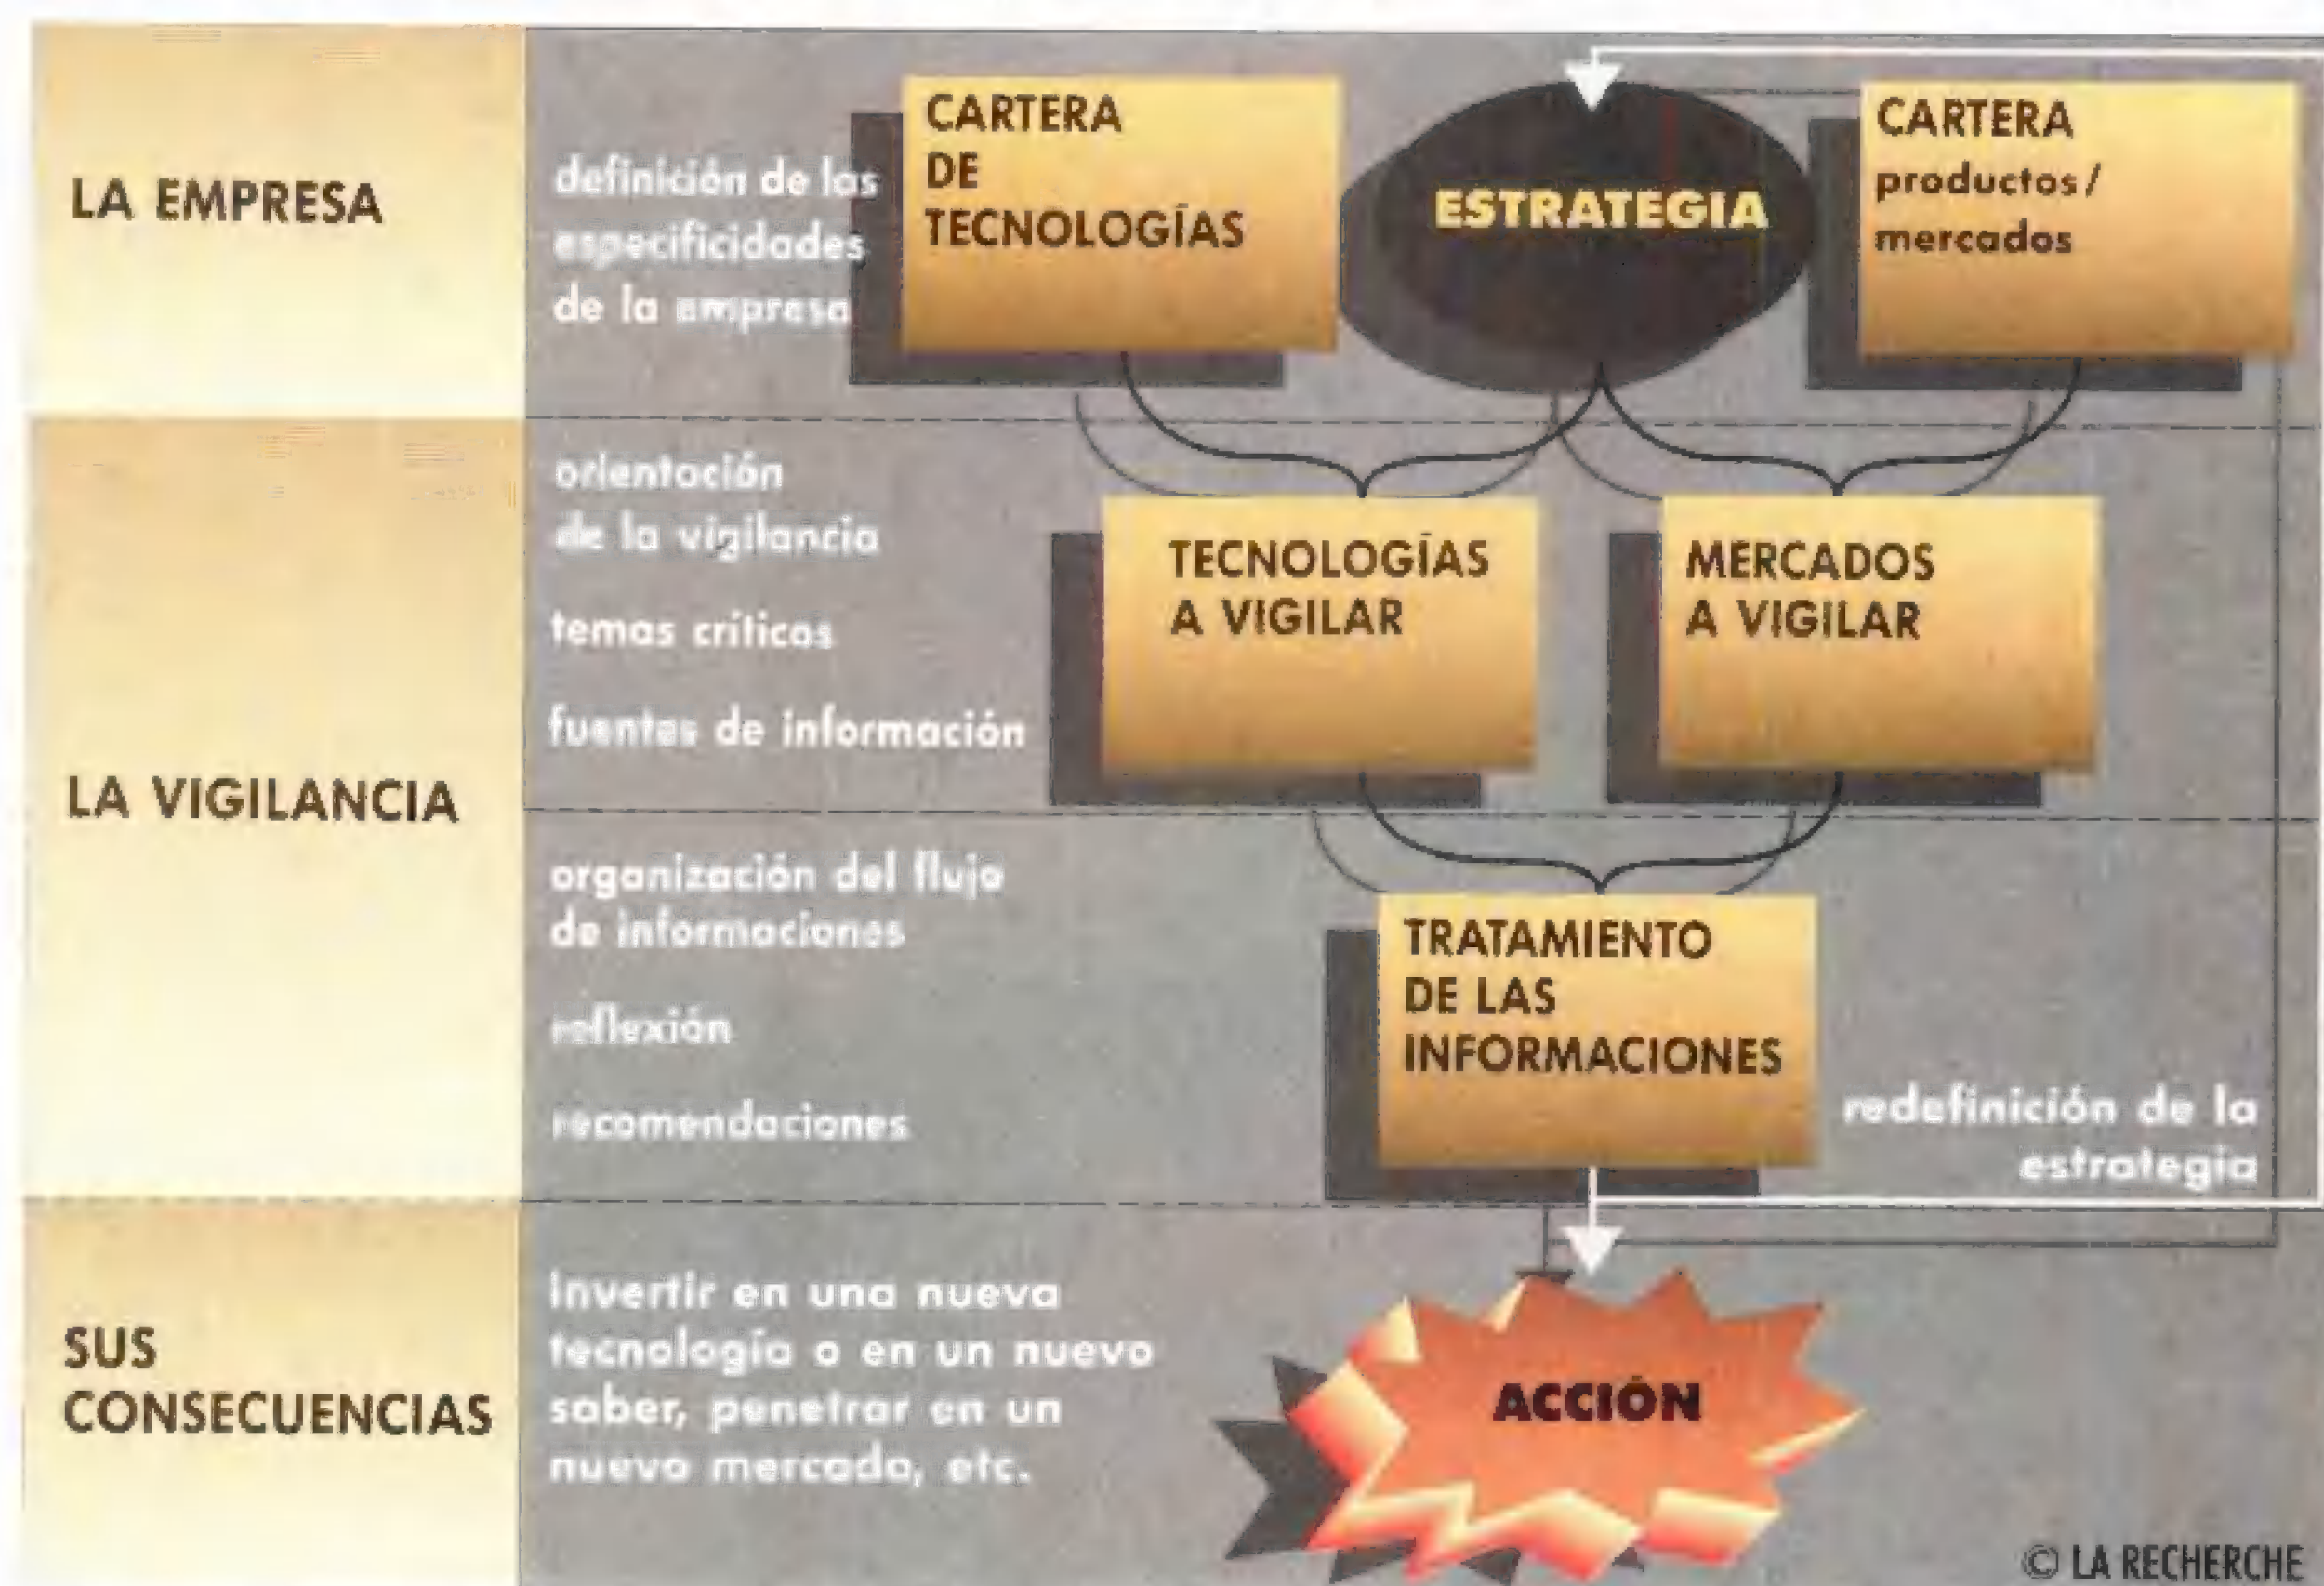 LA EMPRESA
definición de las
especificidades
de la empresa
CARTERA
DE
TECNOLOGÍAS
ESTRATEGIA
CARTERA
productos/
mercados
LA VIGILANCIA
orientación
de la vigilancia
temas críticos
fuentes de información
TECNOLOGÍAS
A VIGILAR
MERCADOS
A VIGILAR
organización del flujo
de informaciones
reflexión
recomendaciones
TRATAMIENTO
DE LAS
INFORMACIONES
redefinición de la
estrategia
SUS
CONSECUENCIAS
invertir en una nueva
tecnología o en un nuevo
saber, penetrar en un
nuevo mercado, etc.
ACCIÓN
© LA RECHERCHE